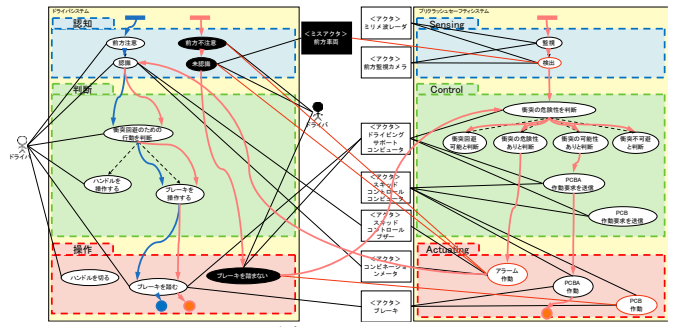 ドライバシステム
認知
前方注意
前方不注意
認識
未認識
判断
衝突回避のための
行動を判断
ハンドルを
操作する
ブレーキを
操作する
操作
ハンドルを切る
ブレーキを踏む
ブレーキを踏まない
ドライバ
ドライバ
<ミスアクタ>
前方車両
<アクタ>
ミリメ波レーダ
<アクタ>
前方監視カメラ
<アクタ>
ドライビング
サポート
コンピュータ
<アクタ>
スキッド
コントロール
コンピュータ
<アクタ>
スキッド
コントロール
ブザー
<アクタ>
コンビネーショ
ンメータ
<アクタ>
ブレーキ
プリクラッシュセーフティシステム
Sensing
監視
検出
Control
衝突の危険性を判断
衝突回避
可能と判断
衝突の危険性
ありと判断
衝突の可能性
ありと判断
衝突不可避
と判断
PCBA
作動要求を送信
PCB
作動要求を送信
Actuating
アラーム
作動
PCBA
作動
PCB
作動